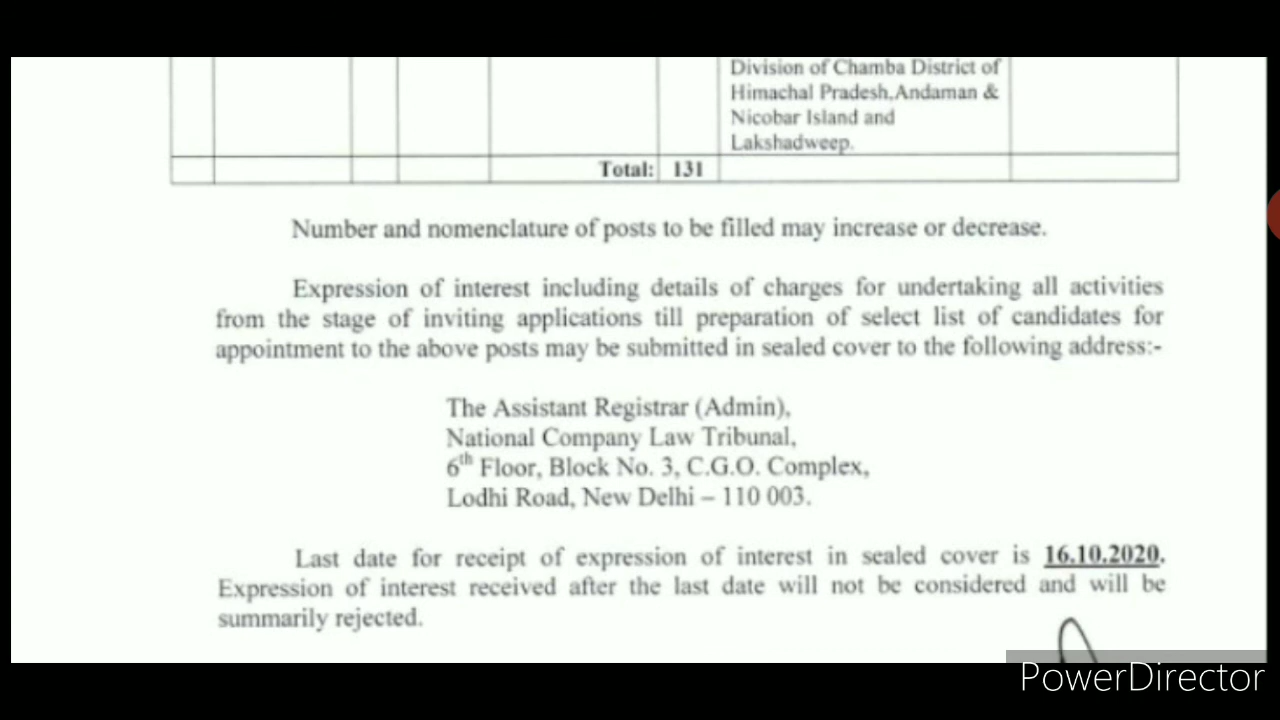 Division of Chamba District of
Himachal Pradesh,Andaman &
Nicobar Island and
Lakshadweep.
Total: 131
Number and nomenclature of posts to be filled may increase or decrease.
Expression of interest including details of charges for undertaking all activities
from the stage of inviting applications till preparation of select list of candidates for
appointment to the above posts may be submitted in sealed cover to the following address:-
The Assistant Registrar (Admin),
National Company Law Tribunal,
6th Floor, Block No. 3, C.G.O. Complex,
Lodhi Road, New Delhi – 110 003.
Last date for receipt of expression of interest in sealed cover is 16.10.2020.
Expression of interest received after the last date will not be considered and will be
summarily rejected.
PowerDirector